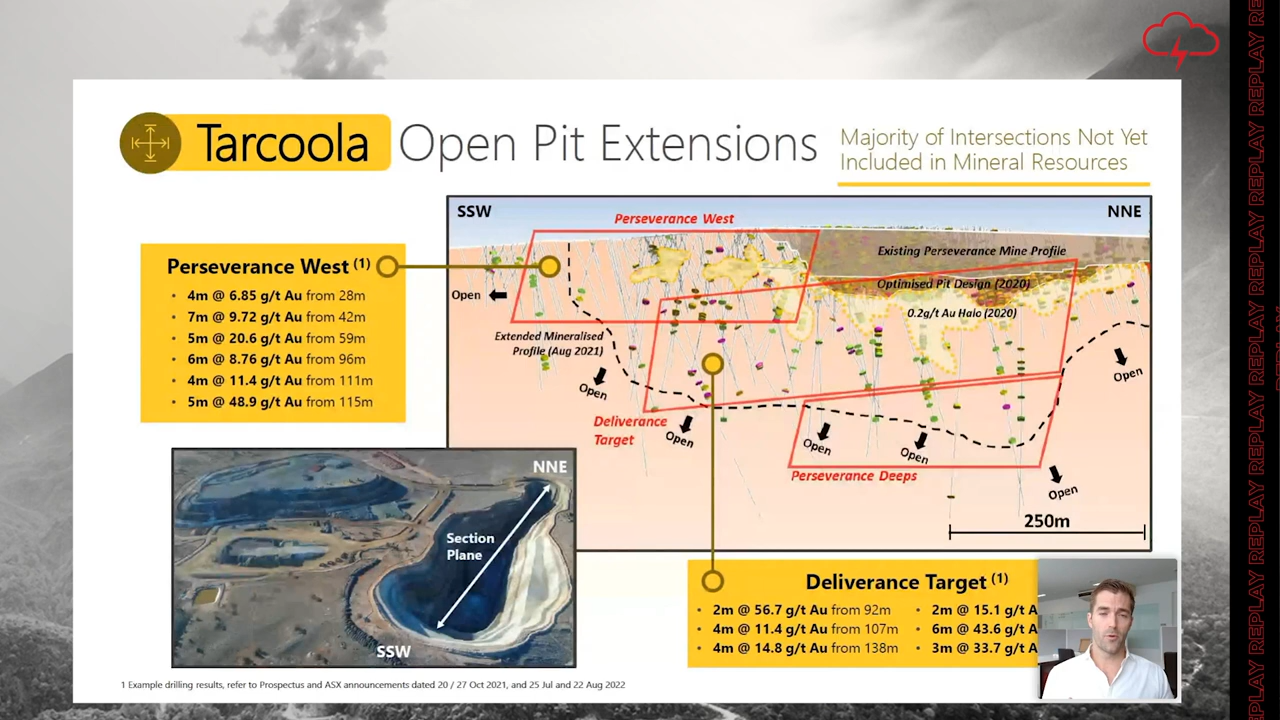 Tarcoola Open Pit Extensions
Majority of Intersections Not Yet
Included in Mineral Resources
SSW
NNE
Perseverance West
Existing Perseverance Mine Profile
Optimised Pit Design (2020)
0.2g/t Au Halo (2020)
Open
Extended Mineralised
Profile (Aug 2021)
Open
Open
Deliverance
Target
Open
Open
Open
Perseverance Deeps
Open
250m
Perseverance West (1)
• 4m @ 6.85 g/t Au from 28m
• 7m @ 9.72 g/t Au from 42m
• 5m @ 20.6 g/t Au from 59m
• 6m @ 8.76 g/t Au from 96m
• 4m @ 11.4 g/t Au from 111m
• 5m @ 48.9 g/t Au from 115m
NNE
Section
Plane
SSW
Deliverance Target (1)
• 2m @ 56.7 g/t Au from 92m
• 4m @ 11.4 g/t Au from 107m
• 4m @ 14.8 g/t Au from 138m
• 2m @ 15.1 g/t A
• 6m @ 43.6 g/t A
• 3m @ 33.7 g/t A
1 Example drilling results, refer to Prospectus and ASX announcements dated 20 / 27 Oct 2021, and 25 Jul and 22 Aug 2022
REPLAY REPLAY REPLAY REPLAY REPLAY REPLAY REPLAY REPLAY